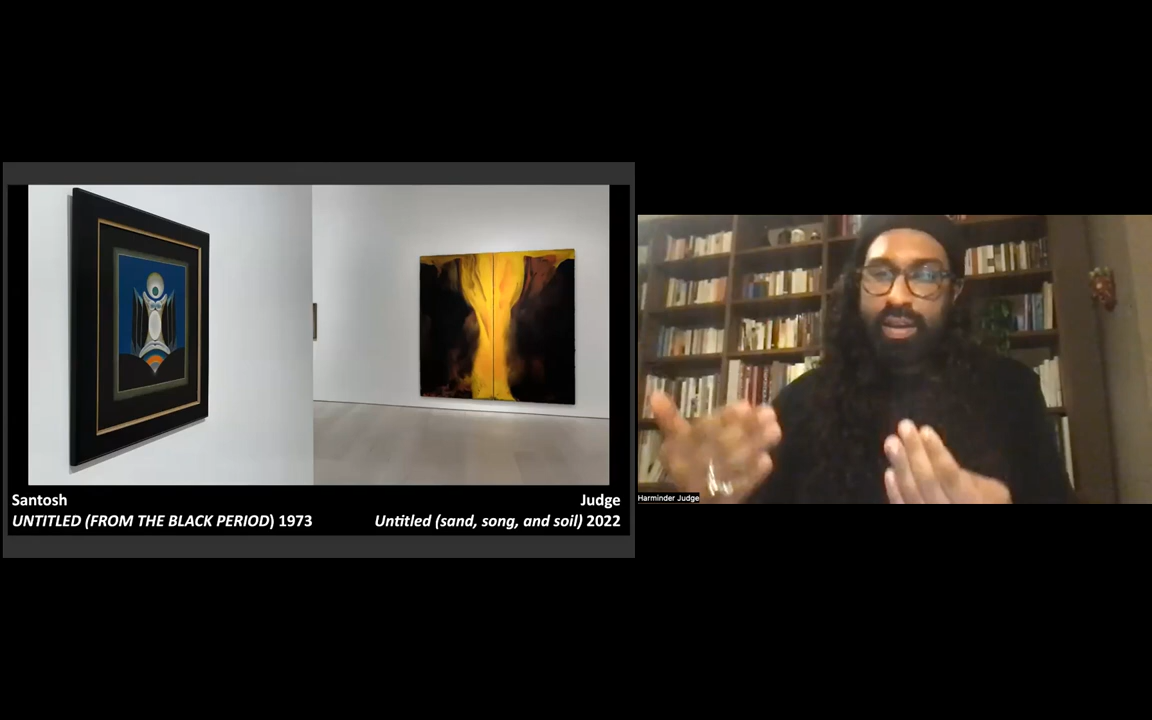 Santosh
UNTITLED (FROM THE BLACK PERIOD) 1973
Judge
Untitled (sand, song, and soil) 2022
Harminder Judge